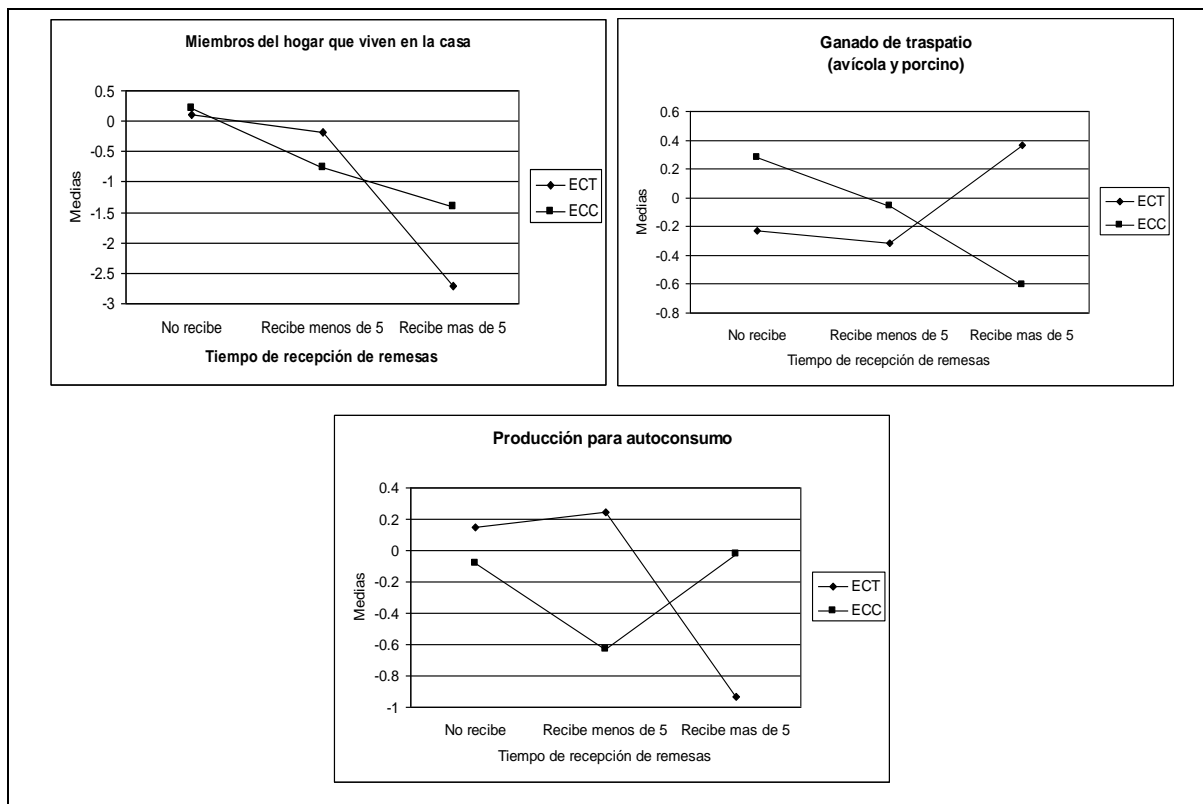 Miembros del hogar que viven en la casa
0.5
0
-0.5
-1
-1.5
-2
-2.5
-3
Medias
No recibe Recibe menos de 5 Recibe mas de 5
Tiempo de recepción de remesas
ECT
ECC
Ganado de traspatio
(avícola y porcino)
0.6
0.4
0.2
0
-0.2
-0.4
-0.6
-0.8
Medias
No recibe Recibe menos de 5 Recibe mas de 5
Tiempo de recepción de remesas
ECT
ECC
Producción para autoconsumo
0.4
0.2
0
-0.2
-0.4
-0.6
-0.8
-1
Medias
No recibe Recibe menos de 5 Recibe mas de 5
Tiempo de recepción de remesas
ECT
ECC